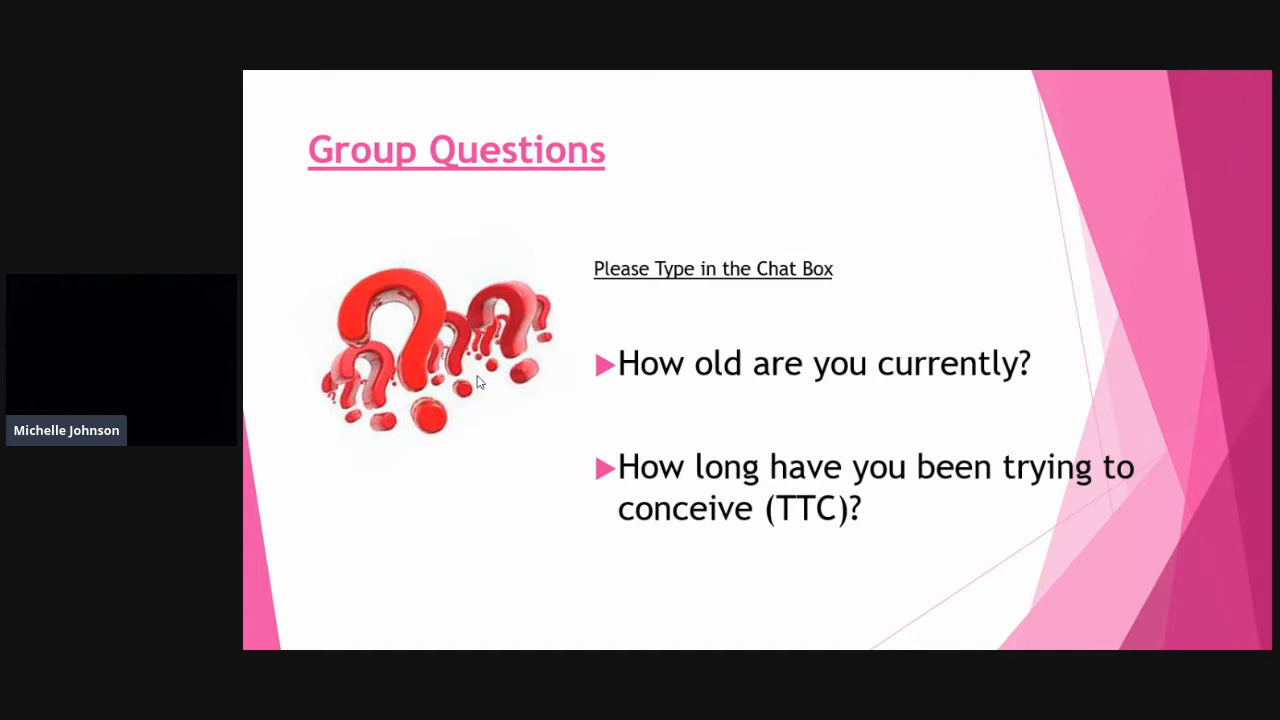 Group Questions
Please Type in the Chat Box
How old are you currently?
How long have you been trying to
conceive (TTC)?
Michelle Johnson